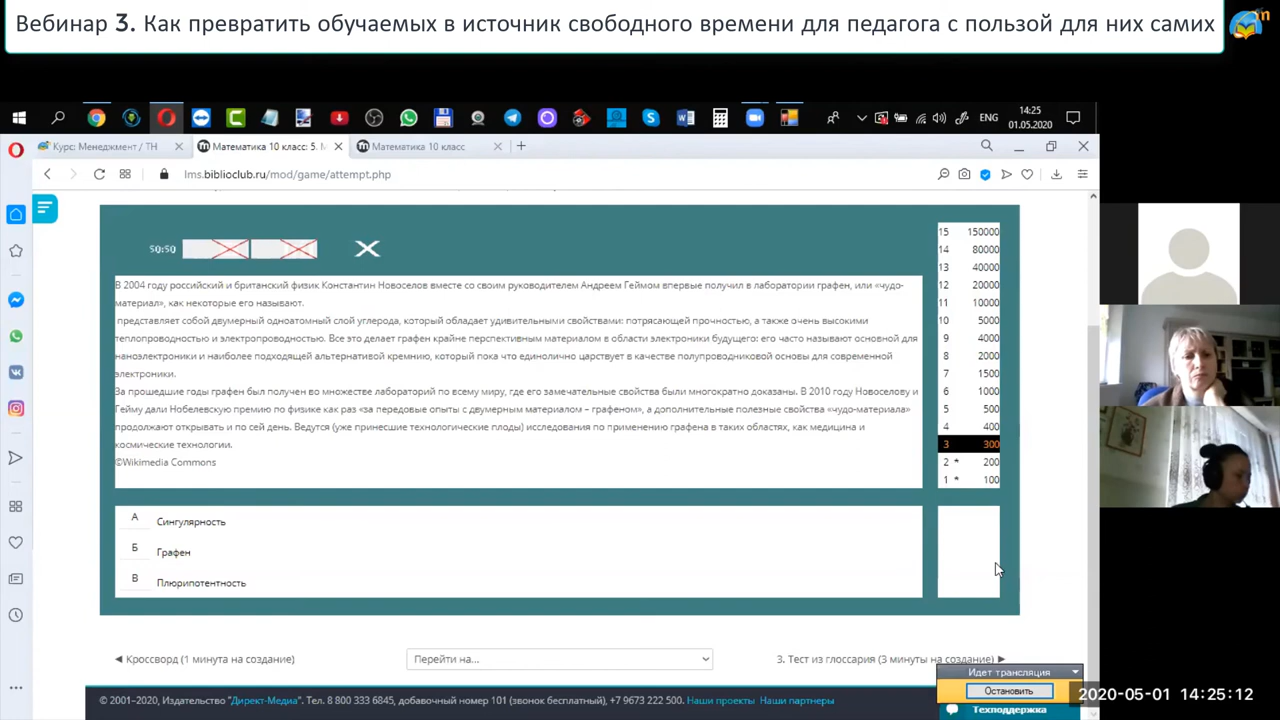 Вебинар 3. Как превратить обучаемых в источник свободного времени для педагога с пользой для них самих
ENG
14:25
01.05.2020
Курс: Менеджмент / ТН
Математика 10 класс: 5. М
Математика 10 класс
lms.biblioclub.ru/mod/game/attempt.php
50:50
В 2004 году российский и британский физик Константин Новоселов вместе со своим руководителем Андреем Геймом впервые получил в лаборатории графен, или «чудо-
материал», как некоторые его называют.
представляет собой двумерный одноатомный слой углерода, который обладает удивительными свойствами: потрясающей прочностью, а также очень высокими
теплопроводностью и электропроводностью. Все это делает графен крайне перспективным материалом в области электроники будущего: его часто называют основной для
наноэлектроники и наиболее подходящей альтернативой кремнию, который пока что единолично царствует в качестве полупроводниковой основы для современной
электроники.
За прошедшие годы графен был получен во множестве лабораторий по всему миру, где его замечательные свойства были многократно доказаны. В 2010 году Новоселову и
Гейму дали Нобелевскую премию по физике как раз «за передовые опыты с двумерным материалом – графеном», а дополнительные полезные свойства «чудо-материала»
продолжают открывать и по сей день. Ведутся (уже принесшие технологические плоды) исследования по применению графена в таких областях, как медицина и
космические технологии.
©Wikimedia Commons
15 150000
14 80000
13 40000
12 20000
11 10000
10 5000
9 4000
8 2000
7 1500
6 1000
5 500
4 400
3 300
2 * 200
1 * 100
А Сингулярность
Б Графен
В Плюрипотентность
◄ Кроссворд (1 минута на создание)
Перейти на...
3. Тест из глоссария (3 минуты на создание) ►
Идет трансляция
Остановить
Техподдержка
© 2001–2020, Издательство "Директ-Медиа". Тел. 8 800 333 6845, добавочный номер 101 (звонок бесплатный), +7 9673 222 500. Наши проекты Наши партнеры
2020-05-01 14:25:12